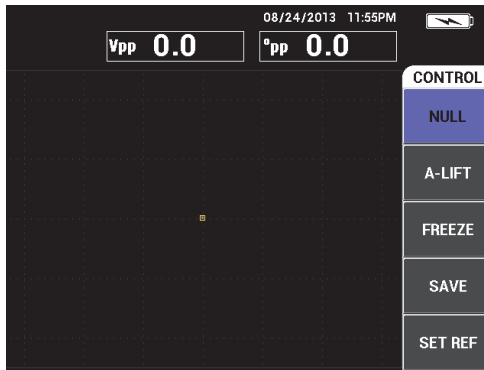 08/24/2013 11:55PM
Vpp 0.0 °pp 0.0
CONTROL
NULL
A-LIFT
FREEZE
SAVE
SET REF